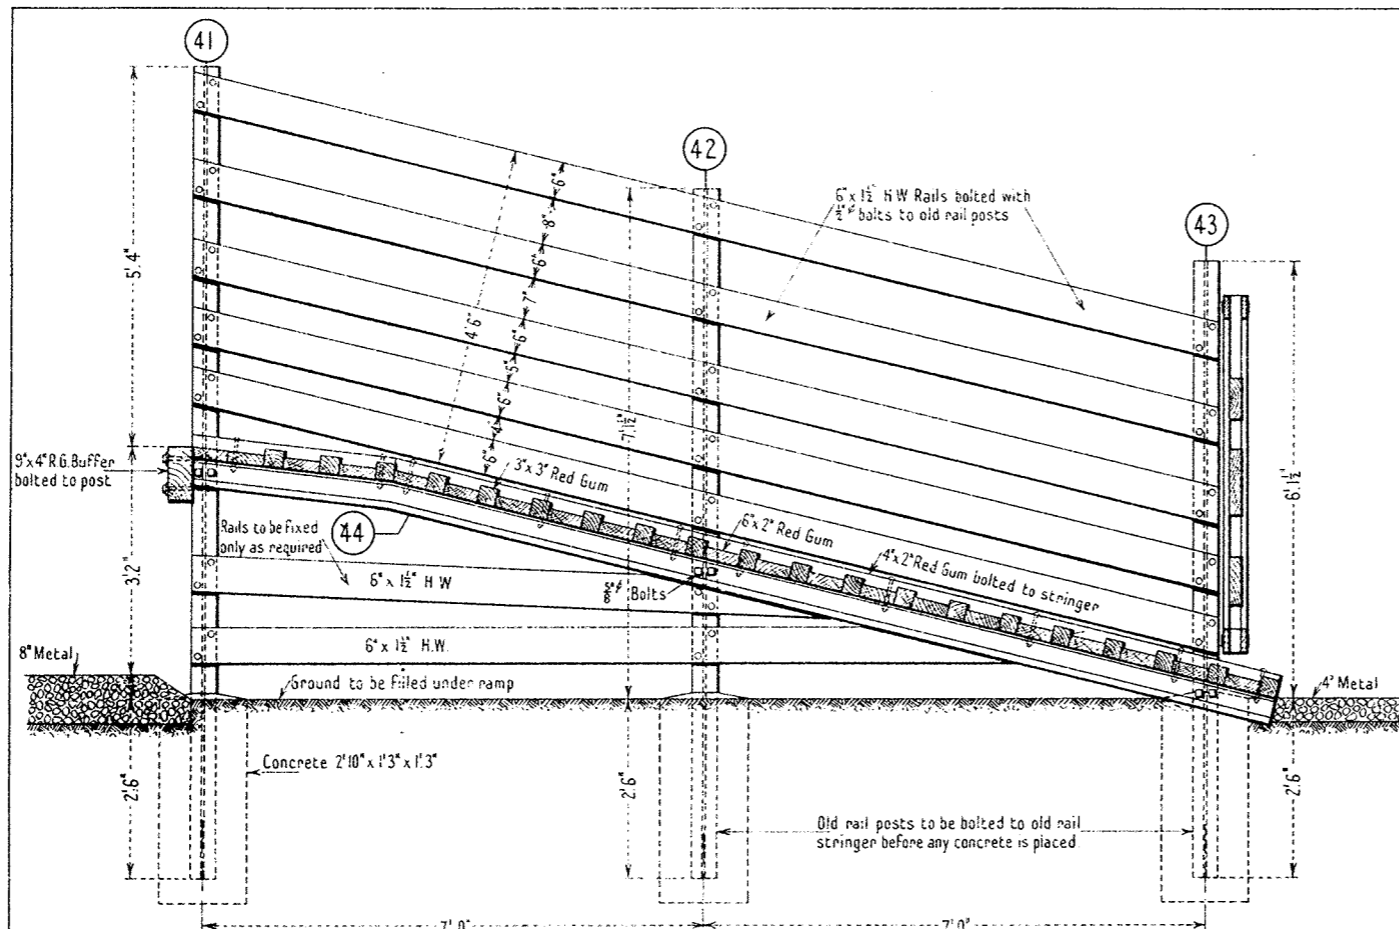 41
42
43
44
6" x 1½" H W Rails bolted with
½"ᶲ bolts to old rail posts
5'.4"
6"
8"
6"
7"
6"
5"
6"
4"
6"
4'.6"
7'.1½"
6'.1½"
9"x4" R.G. Buffer
bolted to post
3" x 3" Red Gum
6" x 2" Red Gum
4" x 2" Red Gum bolted to stringer
Rails to be fixed
only as required
3'.2"
6" x 1½" H W
⅝"ᶲ Bolts
6" x 1½" H.W.
8" Metal
Ground to be filled under ramp
4" Metal
Concrete 2'.10" x 1'.3" x 1'.3"
2'.6"
2'.6"
2'.6"
Old rail posts to be bolted to old rail
stringer before any concrete is placed
7'.0"
7'.0"